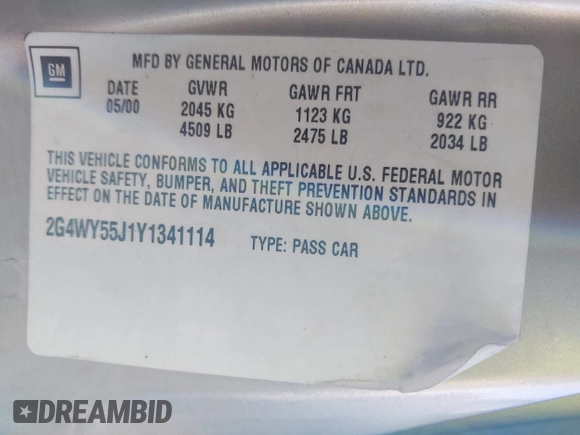 GM
MFD BY GENERAL MOTORS OF CANADA LTD.
DATE GVWR GAWR FRT GAWR RR
05/00 2045 KG 1123 KG 922 KG
4509 LB 2475 LB 2034 LB
THIS VEHICLE CONFORMS TO ALL APPLICABLE U.S. FEDERAL MOTOR
VEHICLE SAFETY, BUMPER, AND THEFT PREVENTION STANDARDS IN
EFFECT ON THE DATE OF MANUFACTURE SHOWN ABOVE.
2G4WY55J1Y1341114 TYPE: PASS CAR
DREAMBID